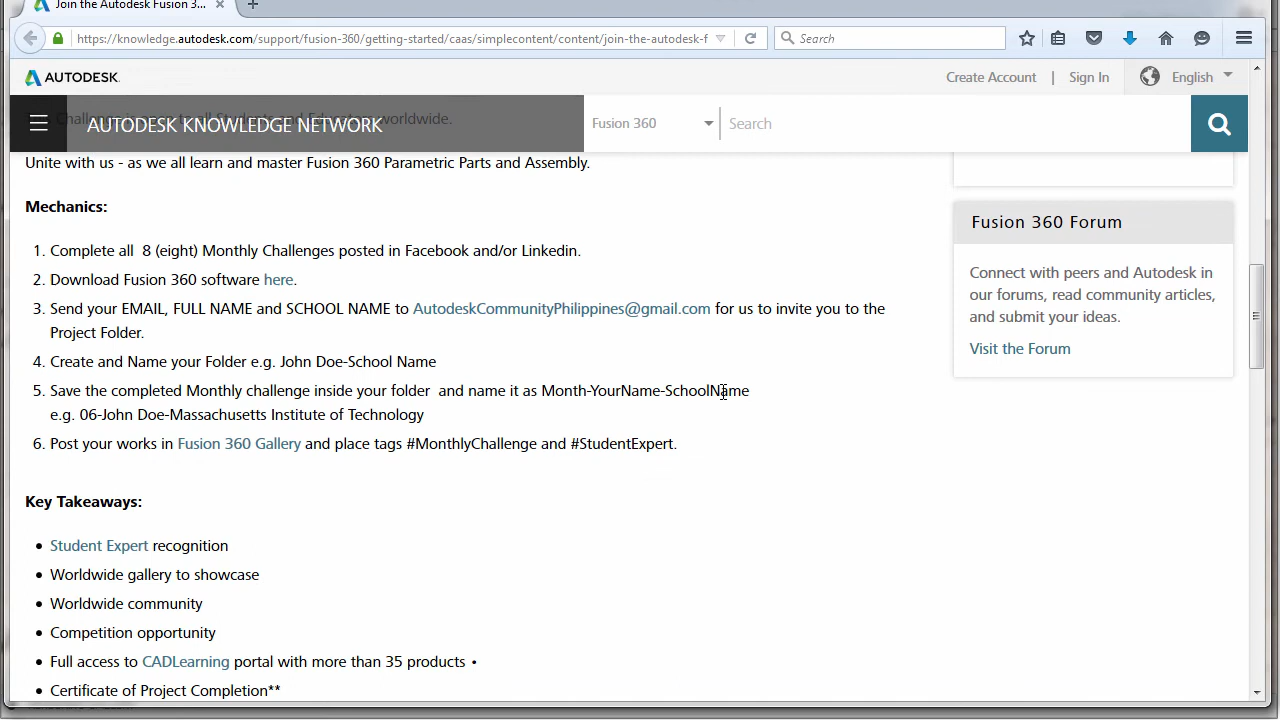 Join the Autodesk Fusion 3...
https://knowledge.autodesk.com/support/fusion-360/getting-started/caas/simplecontent/content/join-the-autodesk-f
Search
AUTODESK.
Create Account | Sign In English
Challenge is open to all Students and Educators worldwide.
AUTODESK KNOWLEDGE NETWORK
Fusion 360
Search
Unite with us - as we all learn and master Fusion 360 Parametric Parts and Assembly.
Mechanics:
1. Complete all 8 (eight) Monthly Challenges posted in Facebook and/or Linkedin.
2. Download Fusion 360 software here.
3. Send your EMAIL, FULL NAME and SCHOOL NAME to AutodeskCommunityPhilippines@gmail.com for us to invite you to the
Project Folder.
4. Create and Name your Folder e.g. John Doe-School Name
5. Save the completed Monthly challenge inside your folder and name it as Month-YourName-SchoolName
e.g. 06-John Doe-Massachusetts Institute of Technology
6. Post your works in Fusion 360 Gallery and place tags #MonthlyChallenge and #StudentExpert.
Key Takeaways:
• Student Expert recognition
• Worldwide gallery to showcase
• Worldwide community
• Competition opportunity
• Full access to CADLearning portal with more than 35 products •
• Certificate of Project Completion**
Fusion 360 Forum
Connect with peers and Autodesk in
our forums, read community articles,
and submit your ideas.
Visit the Forum